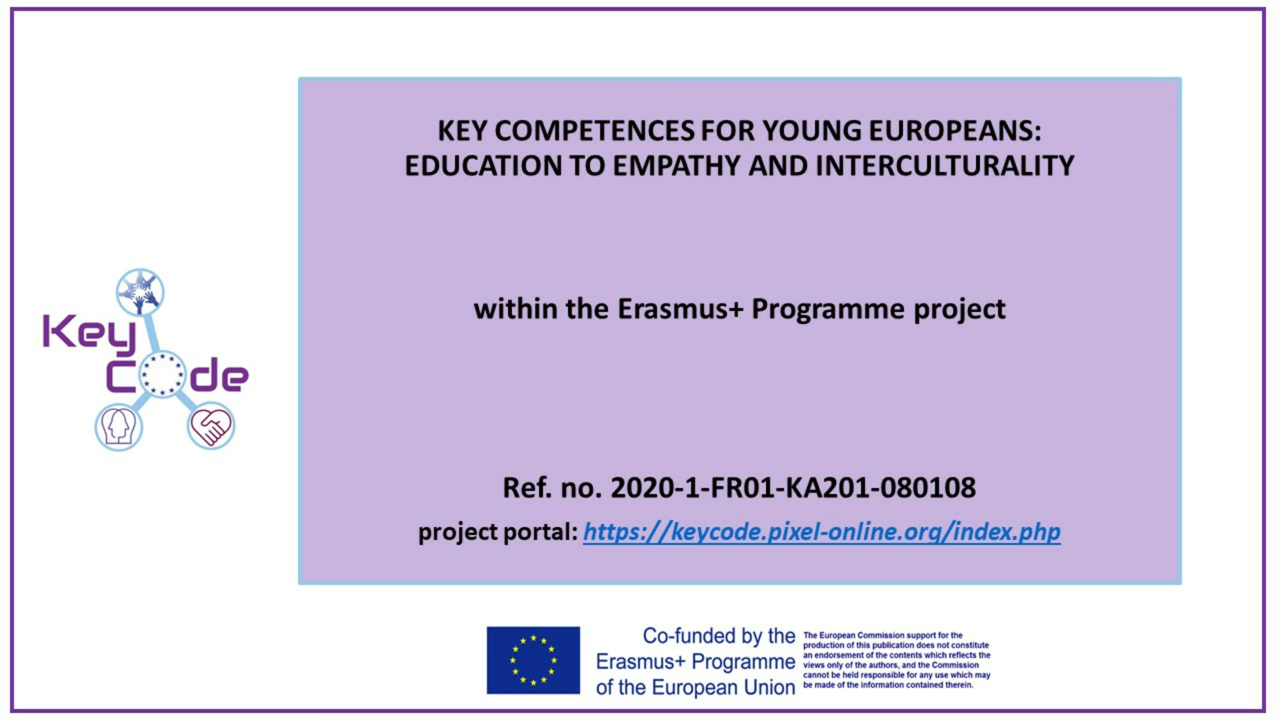 KEY COMPETENCES FOR YOUNG EUROPEANS:
EDUCATION TO EMPATHY AND INTERCULTURALITY
within the Erasmus+ Programme project
Key
Code
Ref. no. 2020-1-FR01-KA201-080108
project portal: https://keycode.pixel-online.org/index.php
Co-funded by the
Erasmus+ Programme
of the European Union
The European Commission support for the
production of this publication does not constitute
an endorsement of the contents which reflects the
views only of the authors, and the Commission
cannot be held responsible for any use which may
be made of the information contained therein.